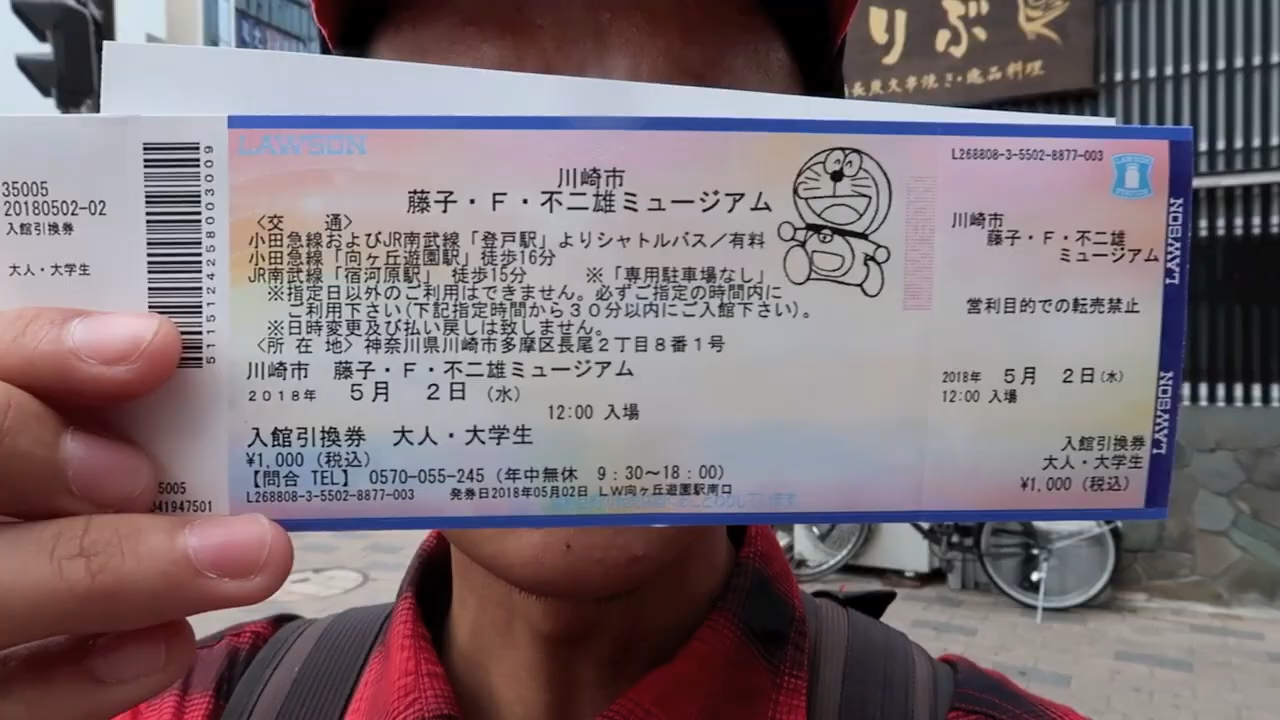 りぶ
長炭火串焼き・逸品料理
35005
20180502-02
入館引換券
大人・大学生
5005
J41947501
5115124258003009
LAWSON
川崎市
藤子・F・不二雄ミュージアム
〈交　通〉
小田急線およびJR南武線「登戸駅」よりシャトルバス／有料
小田急線「向ヶ丘遊園駅」徒歩16分
JR南武線「宿河原駅」 徒歩15分　　※「専用駐車場なし」
※指定日以外のご利用はできません。必ずご指定の時間内に
ご利用下さい(下記指定時間から３０分以内にご入館下さい)。
※日時変更及び払い戻しは致しません。
〈所 在 地〉神奈川県川崎市多摩区長尾２丁目８番１号
川崎市　藤子・F・不二雄ミュージアム
２０１８年　５月　２日（水）
12:00 入場
入館引換券　大人・大学生
¥1,000（税込）
【問合 TEL】 0570-055-245（年中無休　9：30〜18：00）
L268808-3-5502-8877-003　発券日2018年05月02日 ＬＷ向ヶ丘遊園駅南口
L268808-3-5502-8877-003
LAWSON
STATION
川崎市
藤子・F・不二雄
ミュージアム
営利目的での転売禁止
2018年　５月　２日（水）
12:00 入場
入館引換券
大人・大学生
¥1,000（税込）
LAWSON
LAWSON